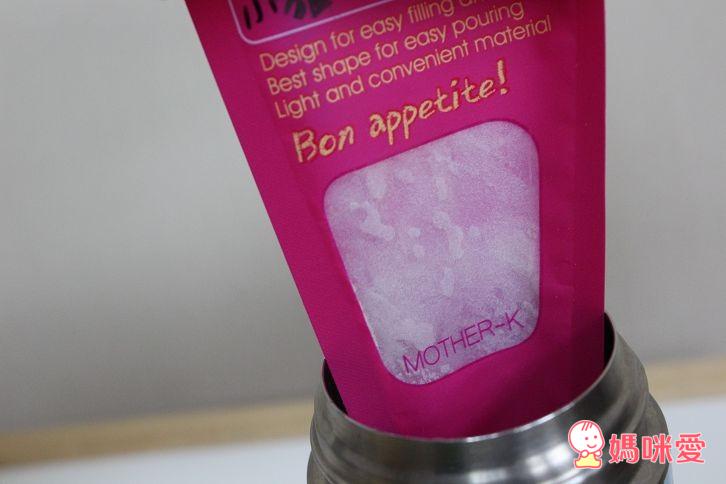 Design for easy filling
Best shape for easy pouring
Light and convenient material
Bon appetite!
MOTHER-K
媽咪愛